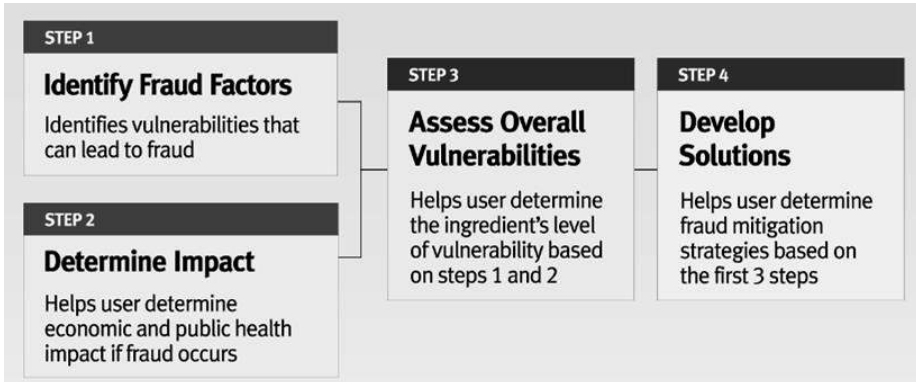 STEP 1
Identify Fraud Factors
Identifies vulnerabilities that
can lead to fraud
STEP 2
Determine Impact
Helps user determine
economic and public health
impact if fraud occurs
STEP 3
Assess Overall
Vulnerabilities
Helps user determine
the ingredient's level
of vulnerability based
on steps 1 and 2
STEP 4
Develop
Solutions
Helps user determine
fraud mitigation
strategies based on
the first 3 steps